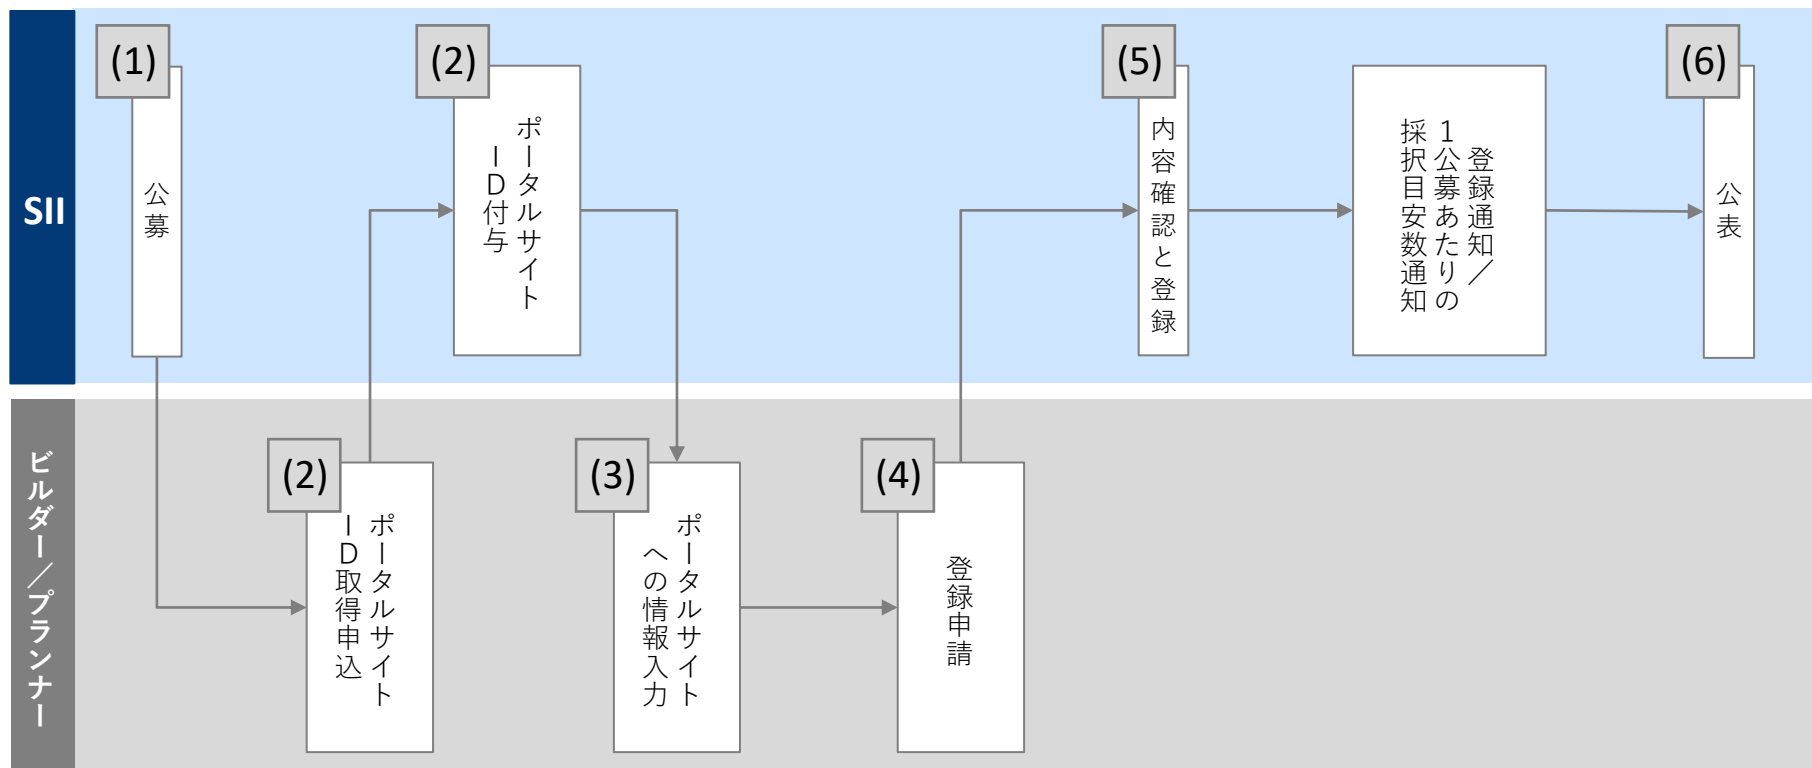 SII
(1)
公募
(2)
ポータルサイト
ＩＤ付与
(5)
内容確認と登録
登録通知／
１公募あたりの
採択目安数通知
(6)
公表
ビルダー／プランナー
(2)
ポータルサイト
ＩＤ取得申込
(3)
ポータルサイト
への情報入力
(4)
登録申請